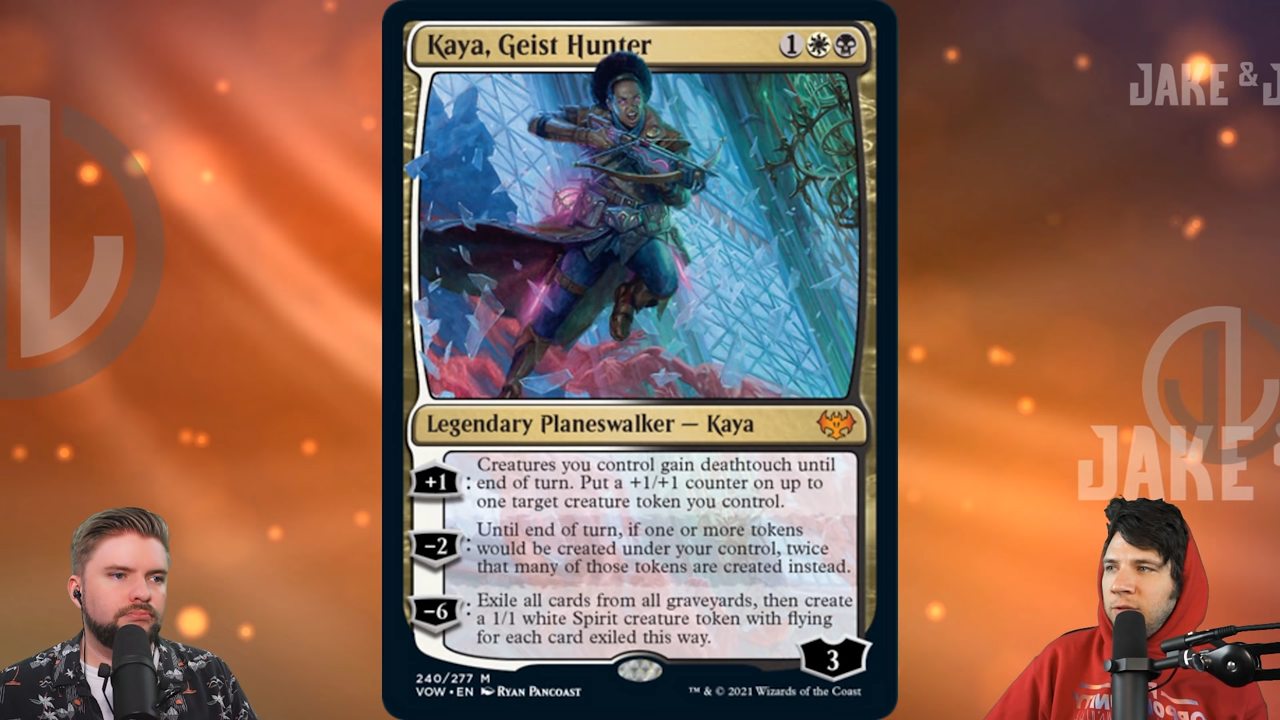 Kaya, Geist Hunter
1
JAKE & J
Legendary Planeswalker — Kaya
+1: Creatures you control gain deathtouch until
end of turn. Put a +1/+1 counter on up to
one target creature token you control.
−2: Until end of turn, if one or more tokens
would be created under your control, twice
that many of those tokens are created instead.
−6: Exile all cards from all graveyards, then create
a 1/1 white Spirit creature token with flying
for each card exiled this way.
3
240/277 M
VOW • EN RYAN PANCOAST
™ & © 2021 Wizards of the Coast
JAKE